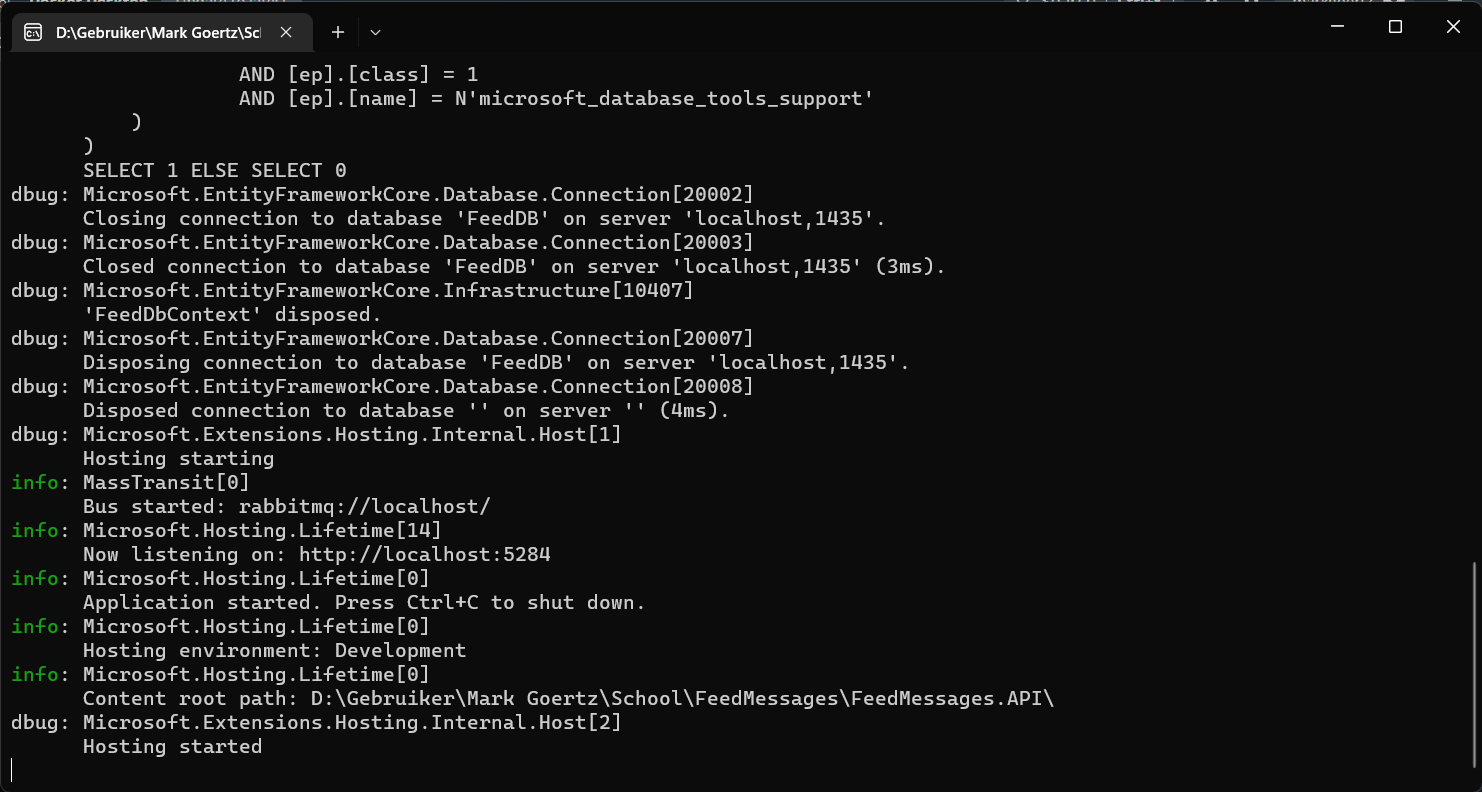 D:\Gebruiker\Mark Goertz\Sc
AND [ep].[class] = 1
AND [ep].[name] = N'microsoft_database_tools_support'
)
)
SELECT 1 ELSE SELECT 0
dbug: Microsoft.EntityFrameworkCore.Database.Connection[20002]
Closing connection to database 'FeedDB' on server 'localhost,1435'.
dbug: Microsoft.EntityFrameworkCore.Database.Connection[20003]
Closed connection to database 'FeedDB' on server 'localhost,1435' (3ms).
dbug: Microsoft.EntityFrameworkCore.Infrastructure[10407]
'FeedDbContext' disposed.
dbug: Microsoft.EntityFrameworkCore.Database.Connection[20007]
Disposing connection to database 'FeedDB' on server 'localhost,1435'.
dbug: Microsoft.EntityFrameworkCore.Database.Connection[20008]
Disposed connection to database '' on server '' (4ms).
dbug: Microsoft.Extensions.Hosting.Internal.Host[1]
Hosting starting
info: MassTransit[0]
Bus started: rabbitmq://localhost/
info: Microsoft.Hosting.Lifetime[14]
Now listening on: http://localhost:5284
info: Microsoft.Hosting.Lifetime[0]
Application started. Press Ctrl+C to shut down.
info: Microsoft.Hosting.Lifetime[0]
Hosting environment: Development
info: Microsoft.Hosting.Lifetime[0]
Content root path: D:\Gebruiker\Mark Goertz\School\FeedMessages\FeedMessages.API\
dbug: Microsoft.Extensions.Hosting.Internal.Host[2]
Hosting started